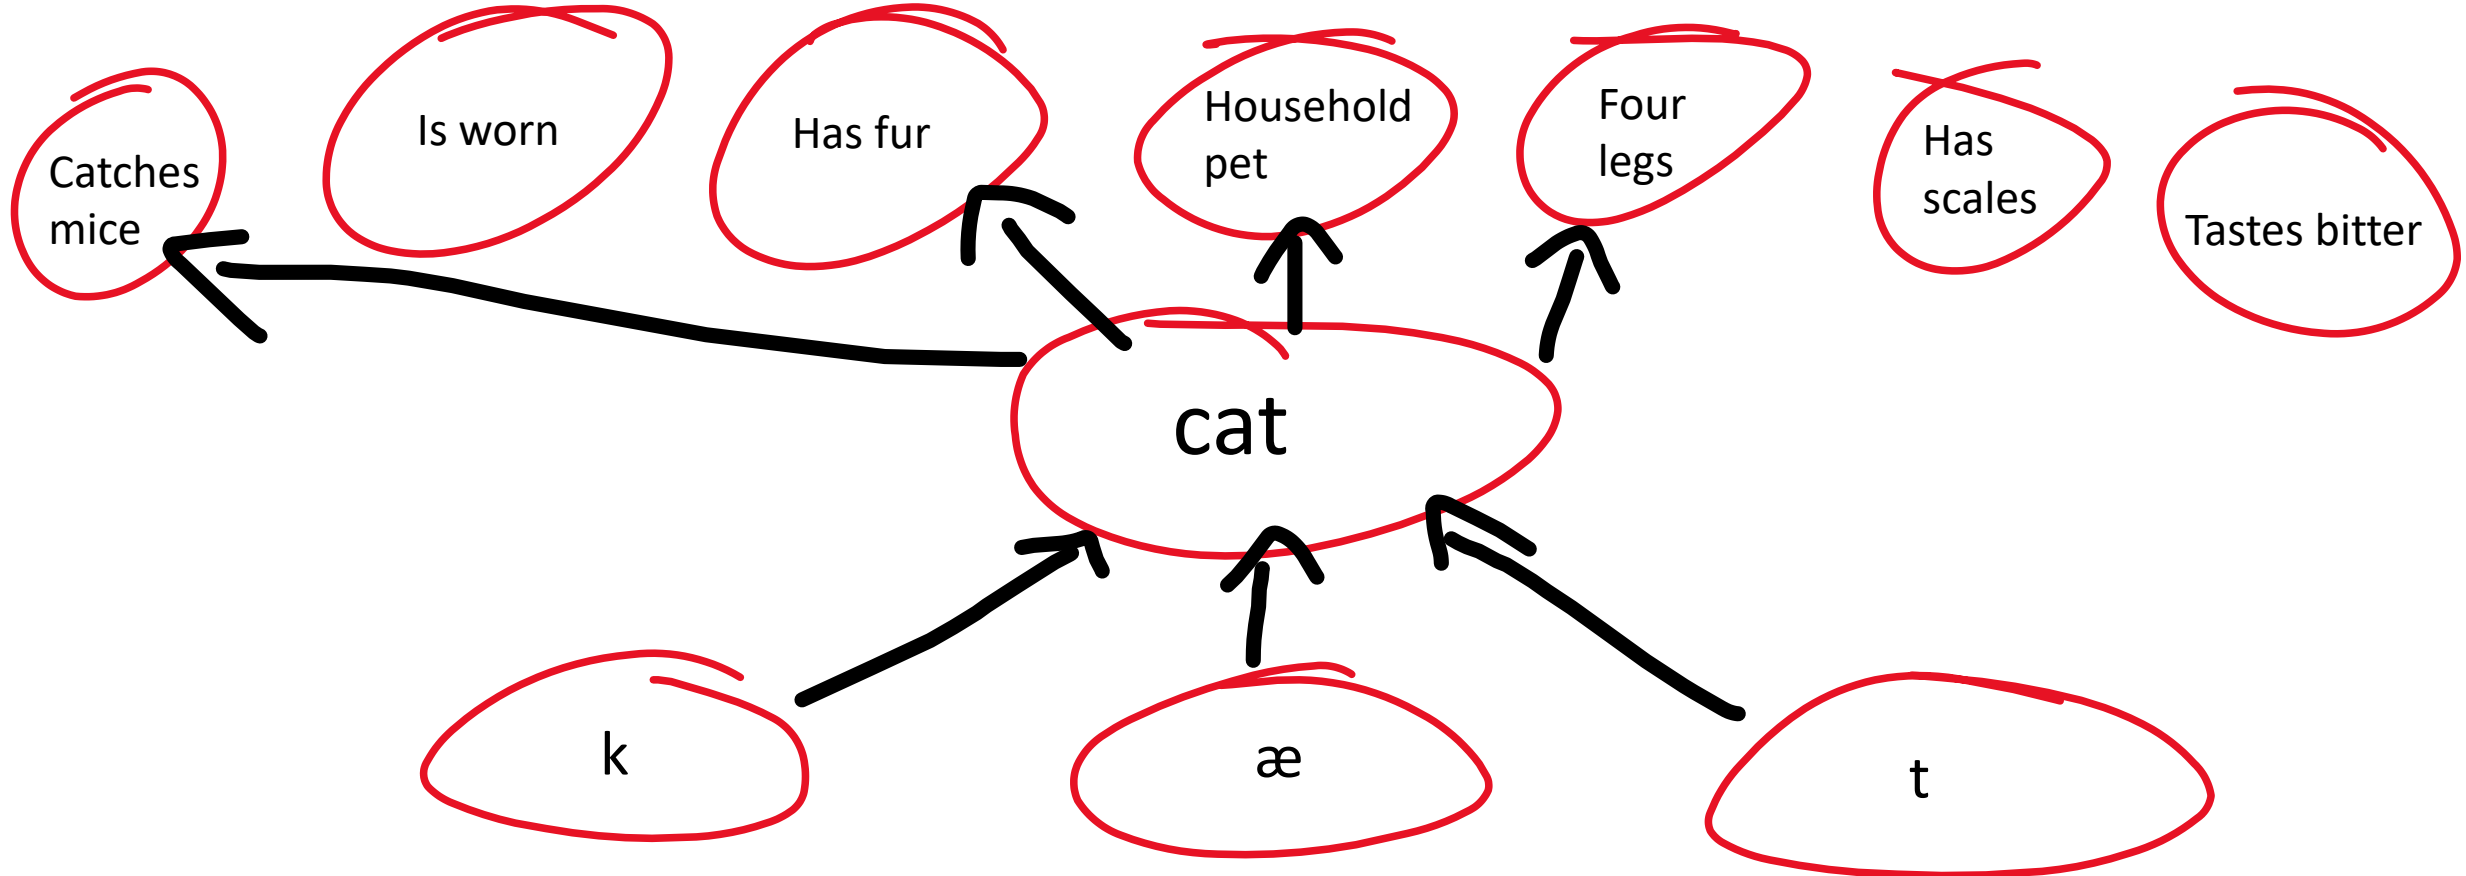 Catches
mice
Is worn
Has fur
Household
pet
Four
legs
Has
scales
Tastes bitter
cat
k
æ
t